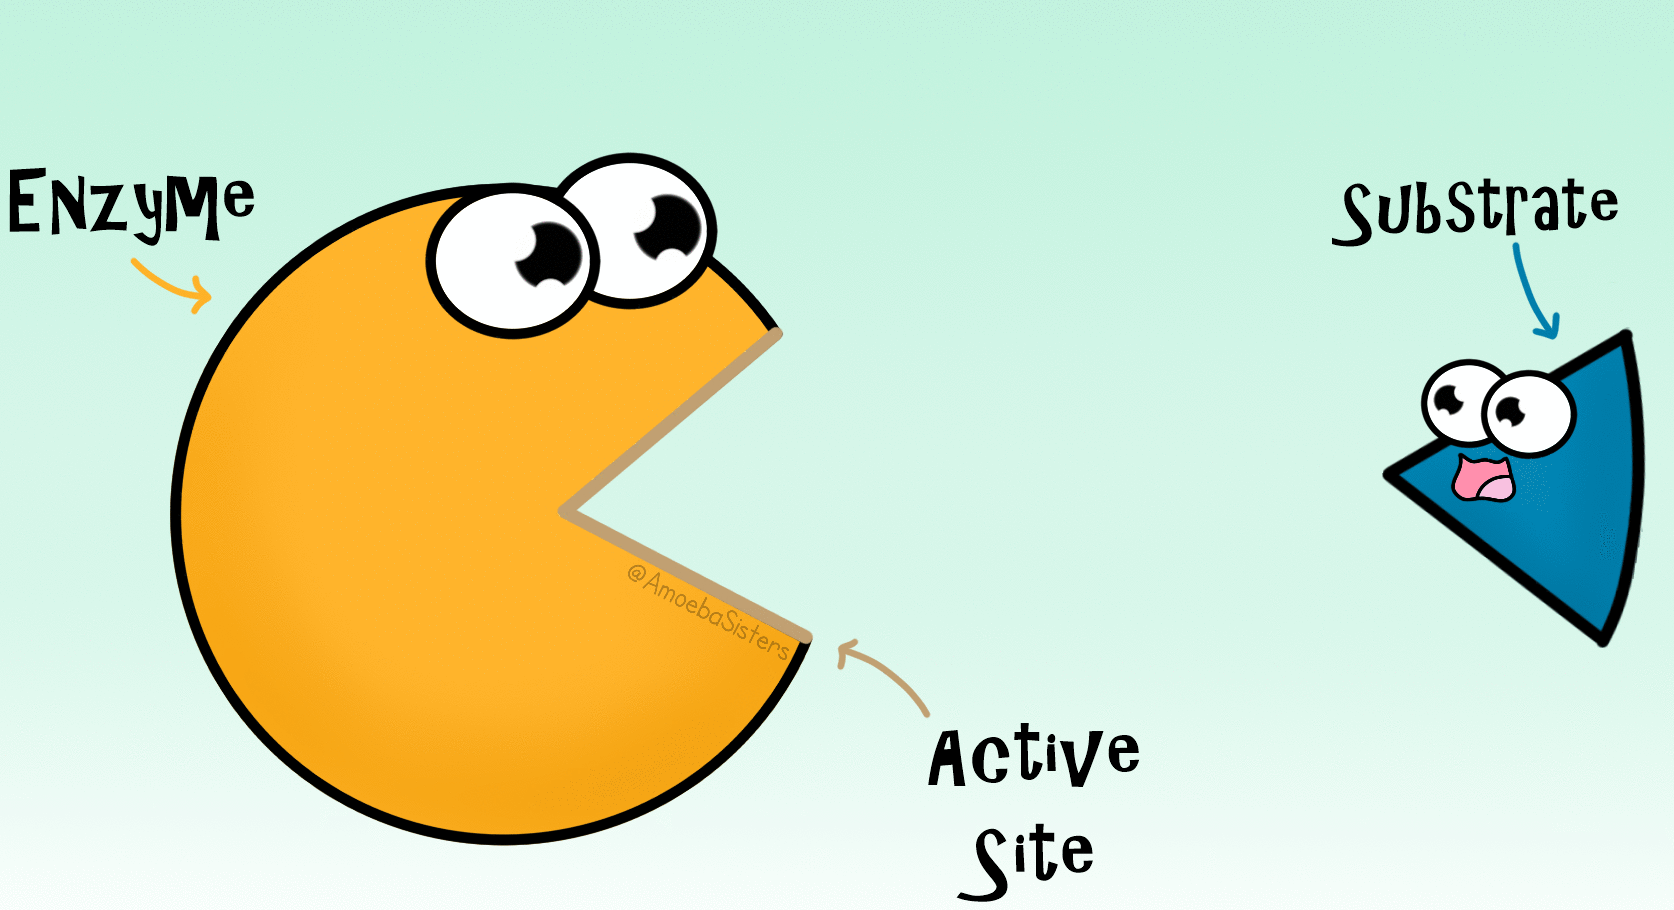 Enzyme
Substrate
@AmoebaSisters
Active
Site